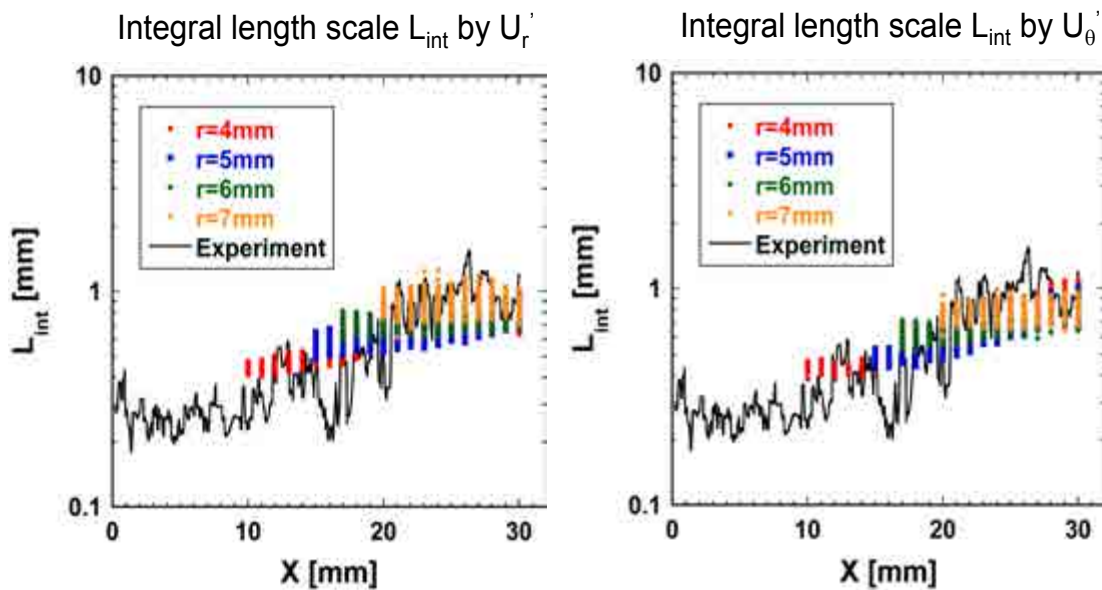 Integral length scale L_int by U_r'
10
r=4mm
r=5mm
r=6mm
r=7mm
Experiment
L_int [mm]
1
0.1
0 10 20 30
X [mm]
Integral length scale L_int by U_θ'
10
r=4mm
r=5mm
r=6mm
r=7mm
Experiment
L_int [mm]
1
0.1
0 10 20 30
X [mm]